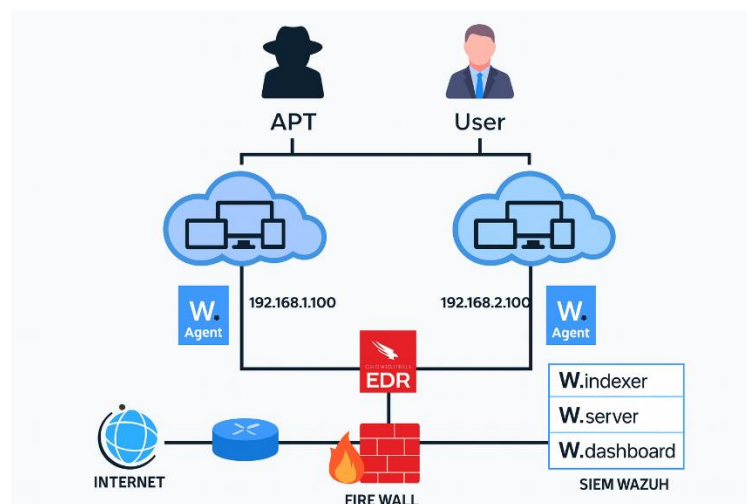 APT
User
192.168.1.100
192.168.2.100
W.
Agent
W.
Agent
EDR
W.indexer
W.server
W.dashboard
INTERNET
FIRE WALL
SIEM WAZUH